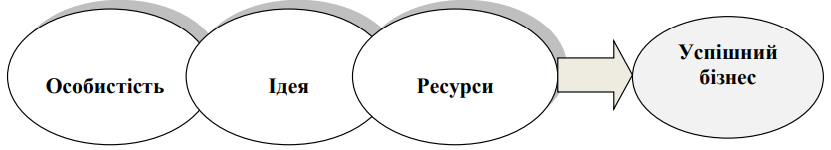 Особистість
Ідея
Ресурси
Успішний
бізнес